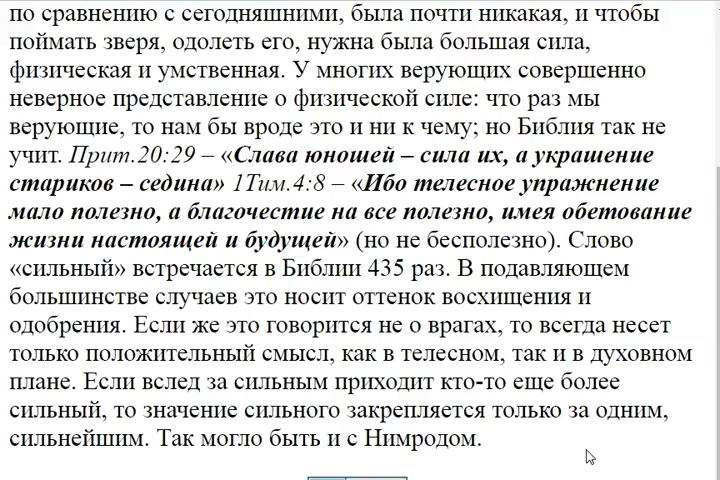 по сравнению с сегодняшними, была почти никакая, и чтобы
поймать зверя, одолеть его, нужна была большая сила,
физическая и умственная. У многих верующих совершенно
неверное представление о физической силе: что раз мы
верующие, то нам бы вроде это и ни к чему; но Библия так не
учит. Прит.20:29 – «Слава юношей – сила их, а украшение
стариков – седина» 1Тим.4:8 – «Ибо телесное упражнение
мало полезно, а благочестие на все полезно, имея обетование
жизни настоящей и будущей» (но не бесполезно). Слово
«сильный» встречается в Библии 435 раз. В подавляющем
большинстве случаев это носит оттенок восхищения и
одобрения. Если же это говорится не о врагах, то всегда несет
только положительный смысл, как в телесном, так и в духовном
плане. Если вслед за сильным приходит кто-то еще более
сильный, то значение сильного закрепляется только за одним,
сильнейшим. Так могло быть и с Нимродом.